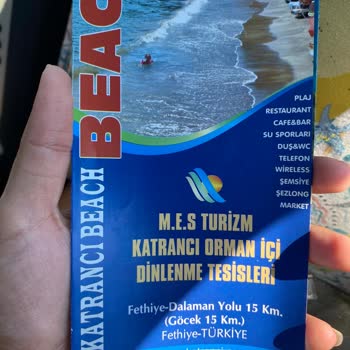 BEAC
KATRANCI BEACH
PLAJ
RESTAURANT
CAFE&BAR
SU SPORLARI
DUŞ&WC
TELEFON
WIRELESS
ŞEMSİYE
ŞEZLONG
MARKET
M.E.S TURİZM
KATRANCI ORMAN İÇİ
DİNLENME TESİSLERİ
Fethiye-Dalaman Yolu 15 Km.
(Göcek 15 Km.)
Fethiye-TÜRKİYE